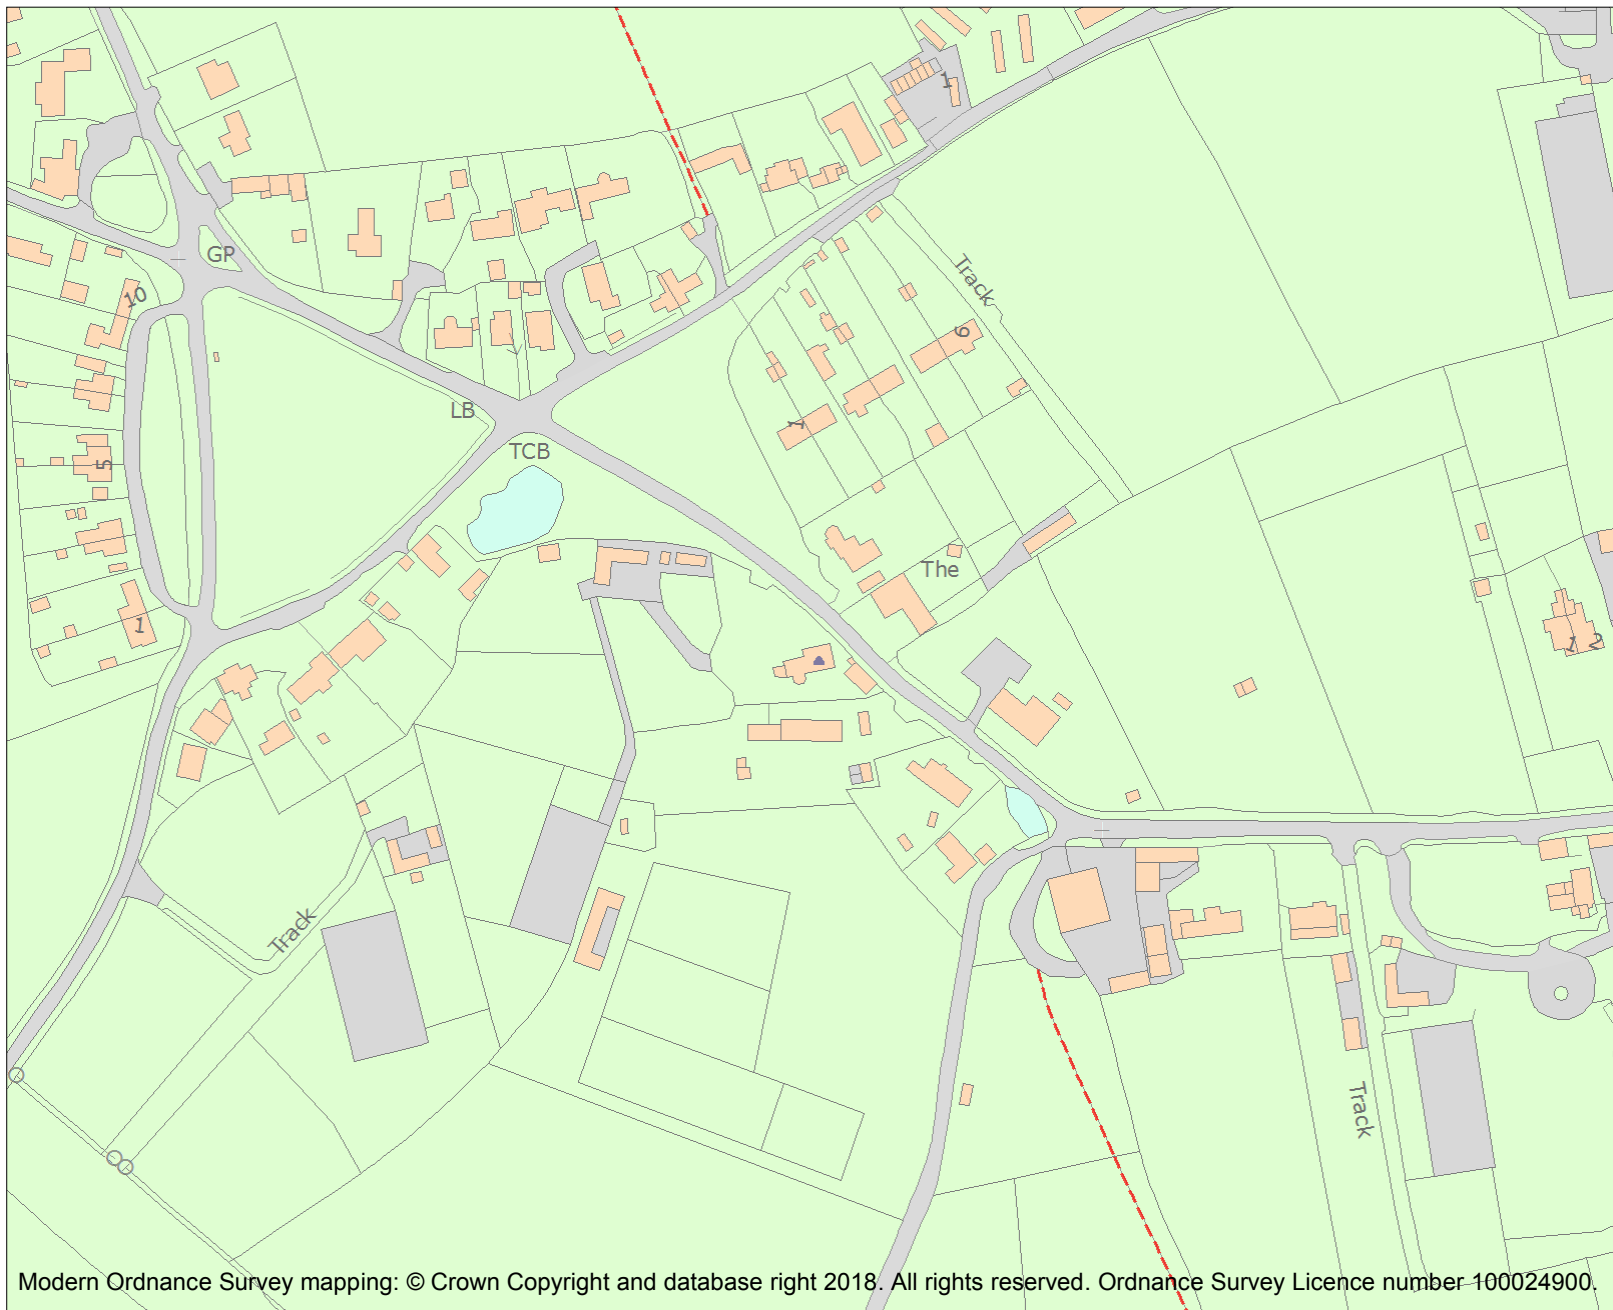 1
GP
Track
10
9
LB
1
TCB
5
The
1
1 2
Track
Track
Modern Ordnance Survey mapping: © Crown Copyright and database right 2018. All rights reserved. Ordnance Survey Licence number 100024900.